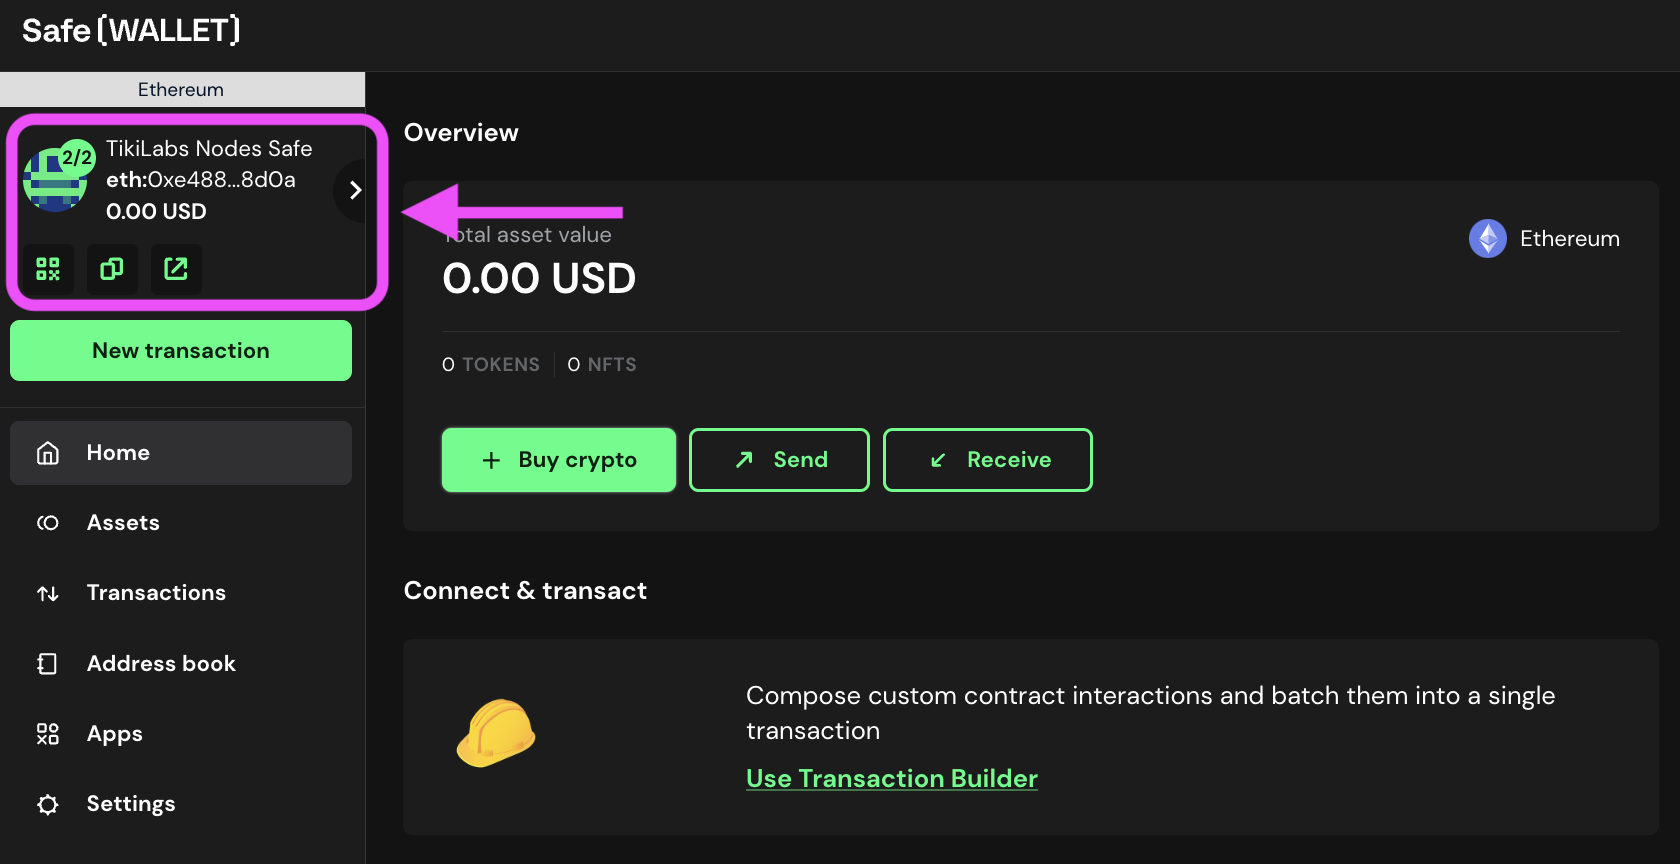 Safe{WALLET}
Ethereum
2/2
TikiLabs Nodes Safe
eth:0xe488...8d0a
0.00 USD
New transaction
Home
Assets
Transactions
Address book
Apps
Settings
Overview
Total asset value
0.00 USD
Ethereum
0 TOKENS
0 NFTS
+ Buy crypto
Send
Receive
Connect & transact
Compose custom contract interactions and batch them into a single
transaction
Use Transaction Builder